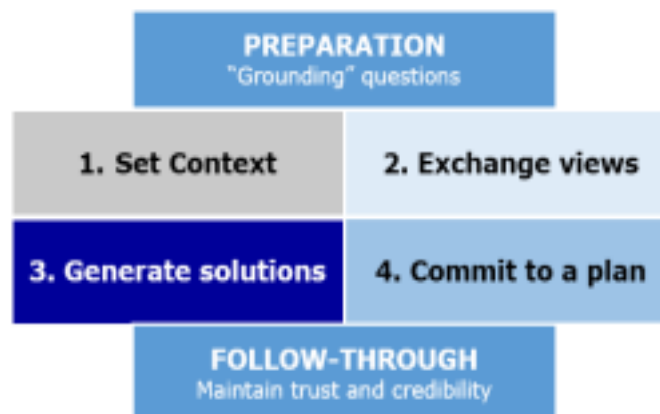 PREPARATION
“Grounding” questions
1. Set Context
2. Exchange views
3. Generate solutions
4. Commit to a plan
FOLLOW-THROUGH
Maintain trust and credibility